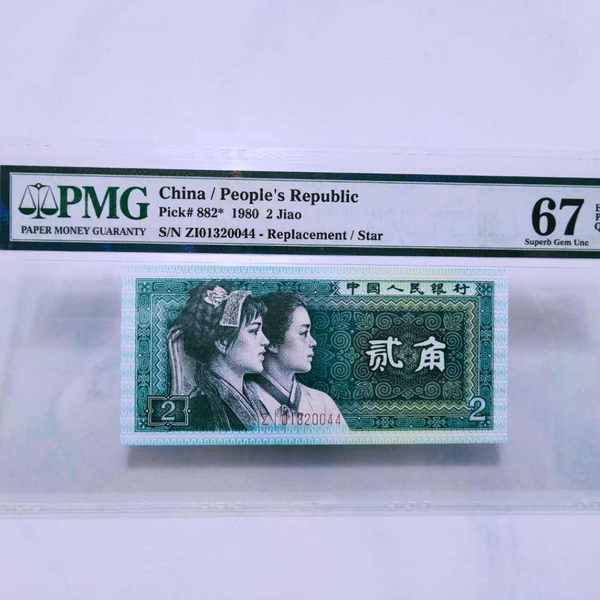 PMG
PAPER MONEY GUARANTY
China / People's Republic
Pick# 882* 1980 2 Jiao
S/N ZI01320044 - Replacement / Star
67
Superb Gem Unc
E
P
Q
中国人民银行
贰角
2
ZI01320044
2